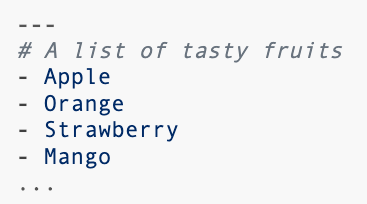 ---
# A list of tasty fruits
- Apple
- Orange
- Strawberry
- Mango
...